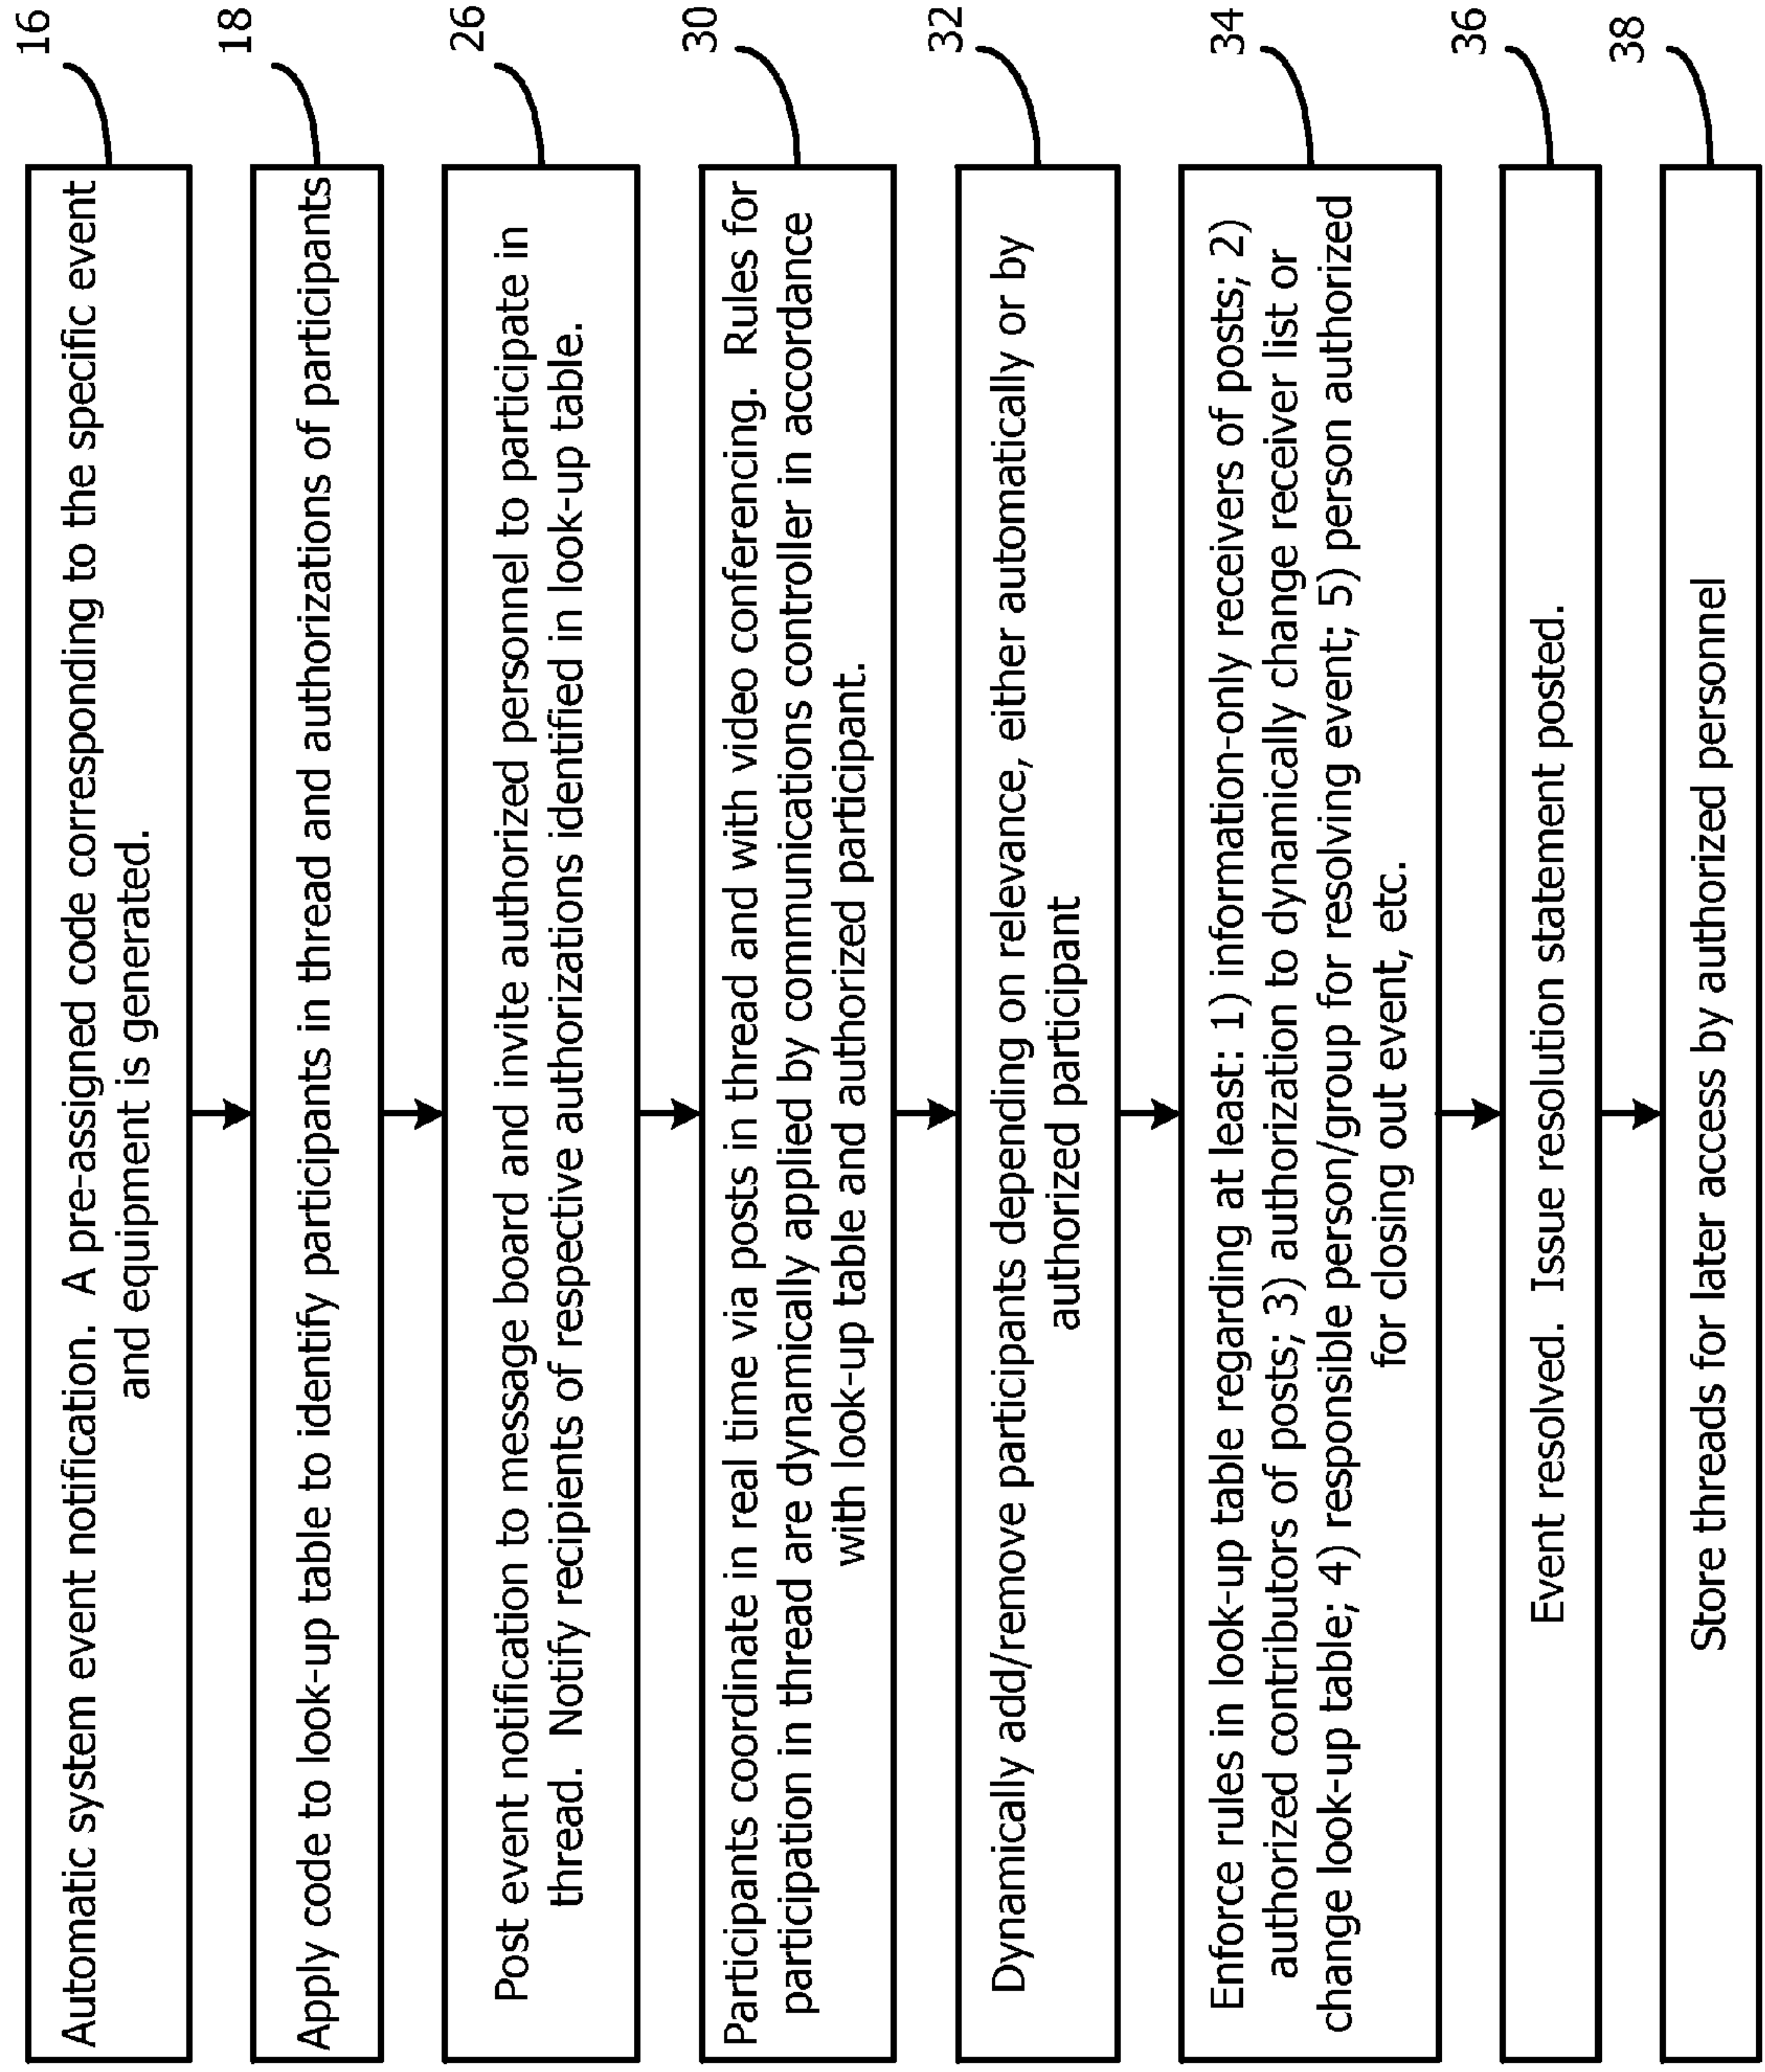 16
Automatic system event notification. A pre-assigned code corresponding to the specific event
and equipment is generated.
18
Apply code to look-up table to identify participants in thread and authorizations of participants
26
Post event notification to message board and invite authorized personnel to participate in
thread. Notify recipients of respective authorizations identified in look-up table.
30
Participants coordinate in real time via posts in thread and with video conferencing. Rules for
participation in thread are dynamically applied by communications controller in accordance
with look-up table and authorized participant.
32
Dynamically add/remove participants depending on relevance, either automatically or by
authorized participant
34
Enforce rules in look-up table regarding at least: 1) information-only receivers of posts; 2)
authorized contributors of posts; 3) authorization to dynamically change receiver list or
change look-up table; 4) responsible person/group for resolving event; 5) person authorized
for closing out event, etc.
36
Event resolved. Issue resolution statement posted.
38
Store threads for later access by authorized personnel